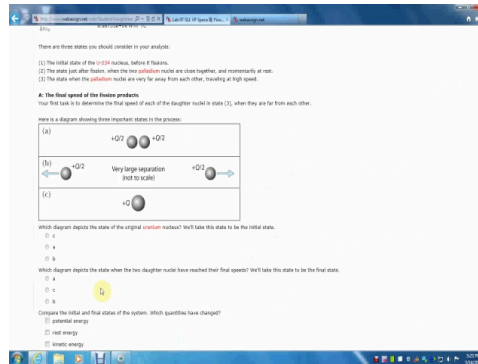 Lab 07 SLL VP Space
webassign.net
There are three states you should consider in your analysis:
(1) The initial state of the U-234 nucleus, before it fissions.
(2) The state just after fission, when the two palladium nuclei are close together, and momentarily at rest.
(3) The state when the palladium nuclei are very far away from each other, traveling at high speed.
A: The final speed of the fission products
Your first task is to determine the final speed of each of the daughter nuclei in state (3), when they are far from each other.
Here is a diagram showing three important states in the process:
(a)
+Q/2
+Q/2
(b)
+Q/2
Very large separation
(not to scale)
+Q/2
(c)
+Q
Which diagram depicts the state of the original uranium nucleus? We'll take this state to be the initial state.
c
a
b
Which diagram depicts the state when the two daughter nuclei have reached their final speeds? We'll take this state to be the final state.
a
c
b
Compare the initial and final states of the system. Which quantities have changed?
potential energy
rest energy
kinetic energy